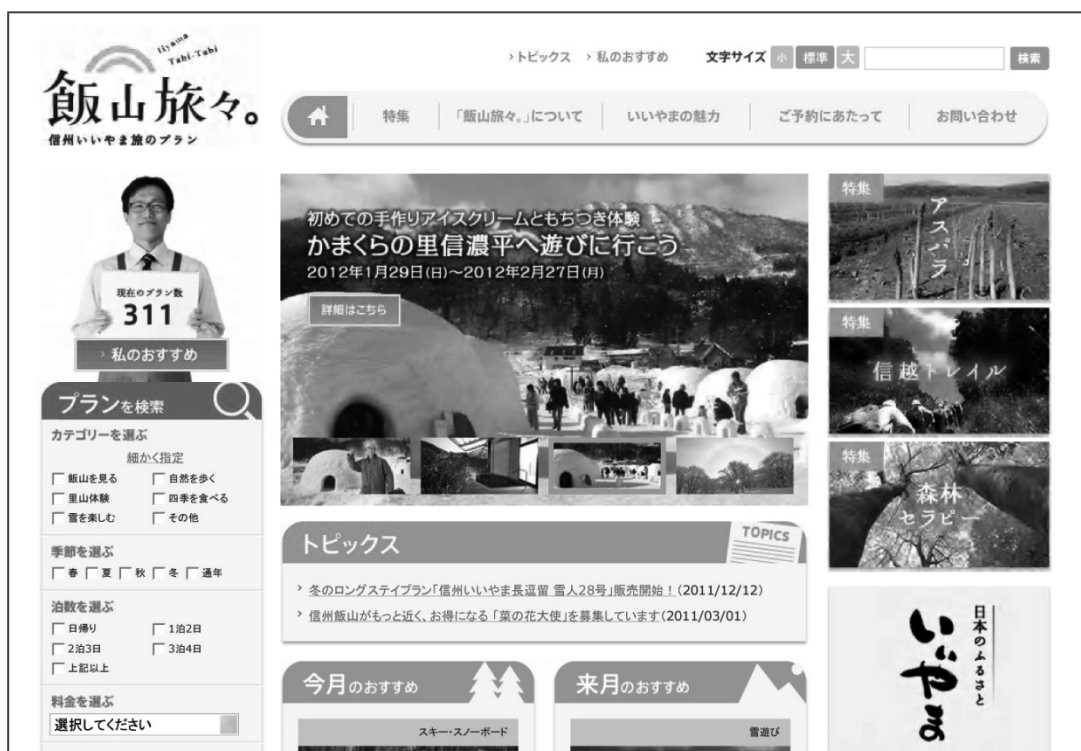 Iiyama
Tabi-Tabi
飯山旅々。
信州いいやま旅のプラン
›トピックス ›私のおすすめ 文字サイズ 小 標準 大 検索
特集 「飯山旅々。」について いいやまの魅力 ご予約にあたって お問い合わせ
現在のプラン数
311
› 私のおすすめ
初めての手作りアイスクリームともちつき体験
かまくらの里信濃平へ遊びに行こう
2012年1月29日(日)~2012年2月27日(月)
詳細はこちら
特集
アスパラ
特集
信越トレイル
特集
森林
セラピー
プランを検索
カテゴリーを選ぶ
細かく指定
飯山を見る 自然を歩く
里山体験 四季を食べる
雪を楽しむ その他
季節を選ぶ
春 夏 秋 冬 通年
泊数を選ぶ
日帰り 1泊2日
2泊3日 3泊4日
上記以上
料金を選ぶ
選択してください
トピックス
TOPICS
› 冬のロングステイプラン「信州いいやま長逗留 雪人28号」販売開始!(2011/12/12)
› 信州飯山がもっと近く、お得になる「菜の花大使」を募集しています(2011/03/01)
今月のおすすめ
スキー・スノーボード
来月のおすすめ
雪遊び
日本のふるさと
いいやま